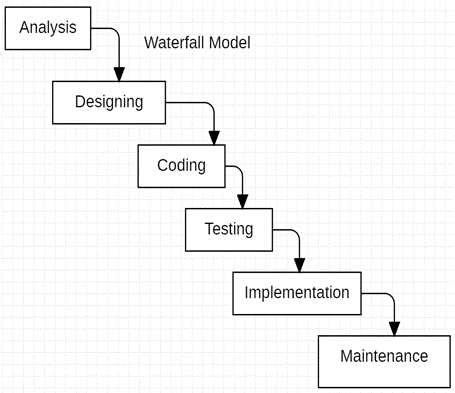 Analysis
Waterfall Model
Designing
Coding
Testing
Implementation
Maintenance